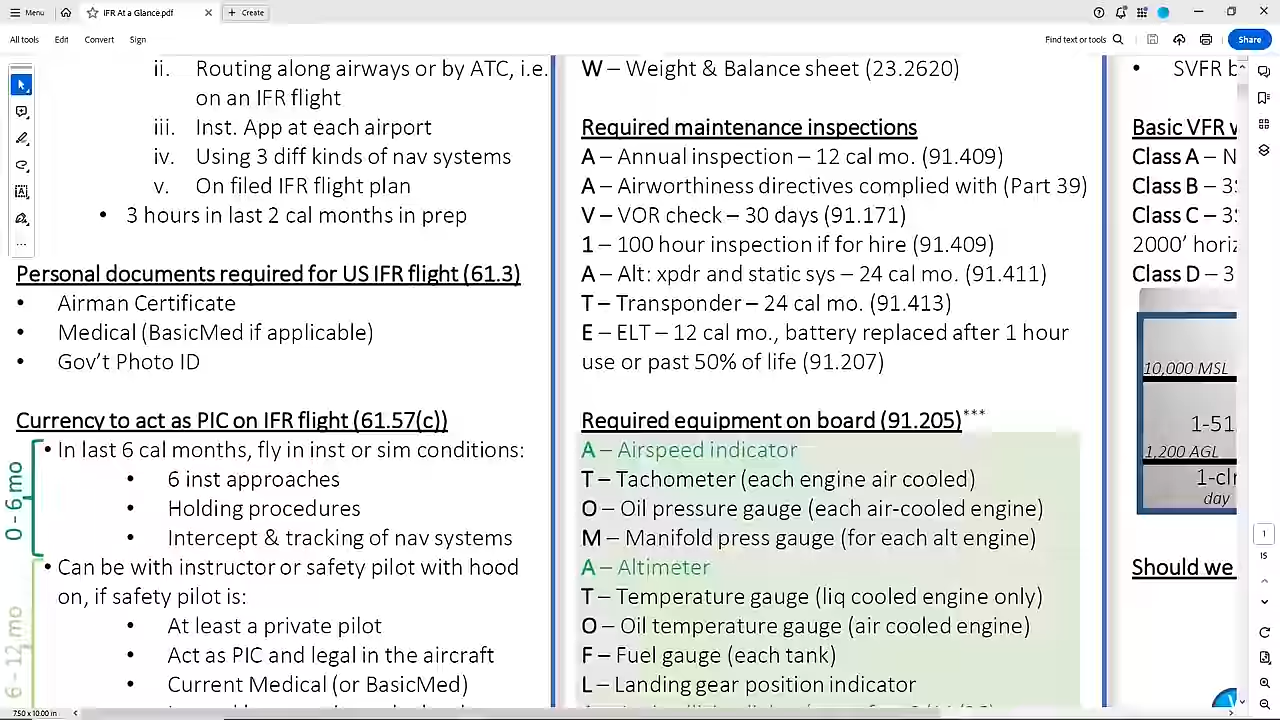 Menu
IFR At a Glance.pdf
Create
All tools
Edit
Convert
Sign
Find text or tools
Share
ii. Routing along airways or by ATC, i.e.
on an IFR flight
iii. Inst. App at each airport
iv. Using 3 diff kinds of nav systems
v. On filed IFR flight plan
• 3 hours in last 2 cal months in prep
Personal documents required for US IFR flight (61.3)
• Airman Certificate
• Medical (BasicMed if applicable)
• Gov't Photo ID
Currency to act as PIC on IFR flight (61.57(c))
0 - 6 mo
• In last 6 cal months, fly in inst or sim conditions:
• 6 inst approaches
• Holding procedures
• Intercept & tracking of nav systems
6 - 12 mo
• Can be with instructor or safety pilot with hood
on, if safety pilot is:
• At least a private pilot
• Act as PIC and legal in the aircraft
• Current Medical (or BasicMed)
W – Weight & Balance sheet (23.2620)
Required maintenance inspections
A – Annual inspection – 12 cal mo. (91.409)
A – Airworthiness directives complied with (Part 39)
V – VOR check – 30 days (91.171)
1 – 100 hour inspection if for hire (91.409)
A – Alt: xpdr and static sys – 24 cal mo. (91.411)
T – Transponder – 24 cal mo. (91.413)
E – ELT – 12 cal mo., battery replaced after 1 hour
use or past 50% of life (91.207)
Required equipment on board (91.205)***
A – Airspeed indicator
T – Tachometer (each engine air cooled)
O – Oil pressure gauge (each air-cooled engine)
M – Manifold press gauge (for each alt engine)
A – Altimeter
T – Temperature gauge (liq cooled engine only)
O – Oil temperature gauge (air cooled engine)
F – Fuel gauge (each tank)
L – Landing gear position indicator
• SVFR
Basic VFR
Class A – N
Class B – 3
Class C – 3
2000' horiz
Class D – 3
10,000 MSL
1-51
1,200 AGL
1-clr
day
Should we
1
15
7.50 x 10.00 in